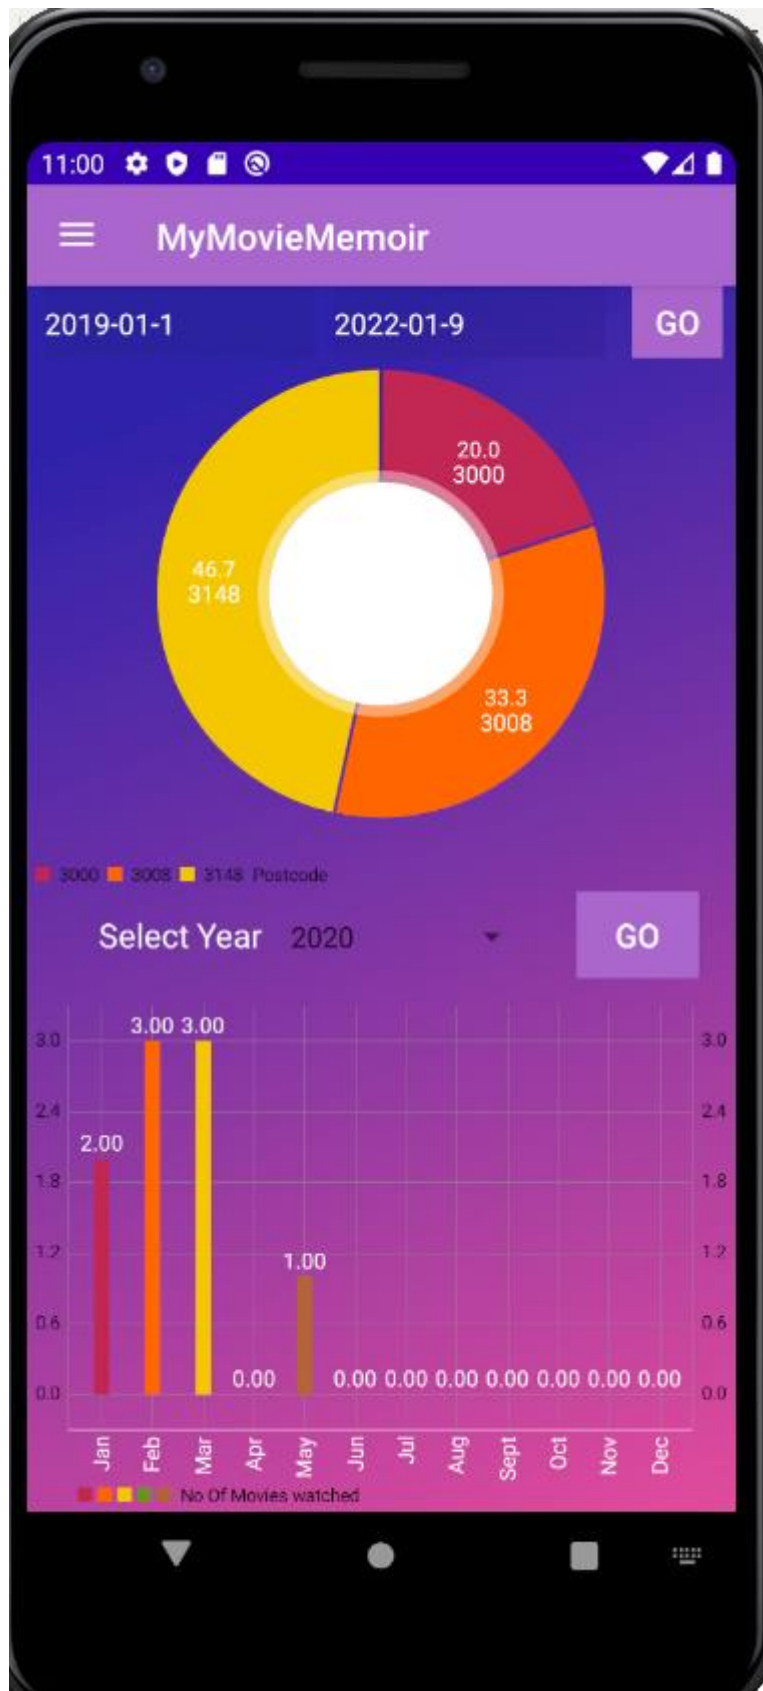 11:00
MyMovieMemoir
2019-01-1 2022-01-9 GO
20.0
3000
46.7
3148
33.3
3008
3000 3008 3148 Postcode
Select Year 2020 GO
3.00 3.00
3.0 3.0
2.4 2.4
2.00
1.8 1.8
1.2 1.2
1.00
0.6 0.6
0.00 0.00 0.00 0.00 0.00 0.00 0.00 0.00
0.0 0.0
Jan Feb Mar Apr May Jun Jul Aug Sept Oct Nov Dec
No Of Movies watched